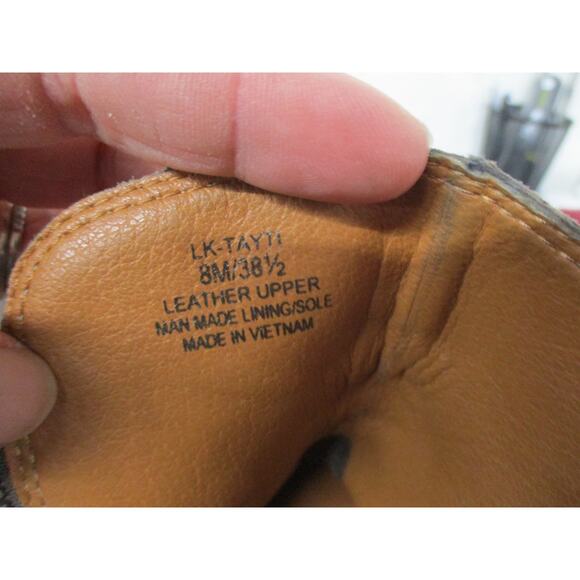 LK-TAYTI
8M/38½
LEATHER UPPER
MAN MADE LINING/SOLE
MADE IN VIETNAM